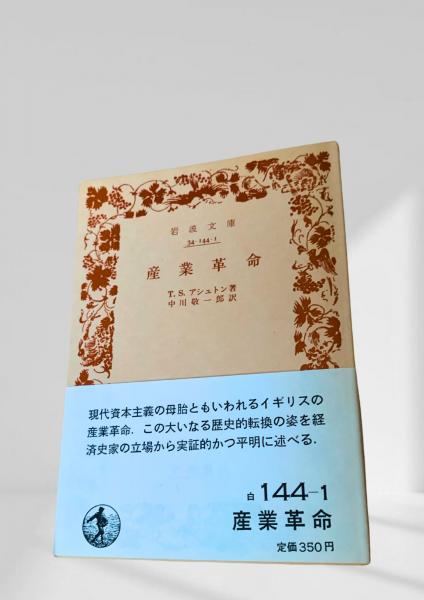 岩波文庫
34-144-1
産業革命
T.S.アシュトン著
中川敬一郎訳
現代資本主義の母胎ともいわれるイギリスの
産業革命．この大いなる歴史的転換の姿を経
済史家の立場から実証的かつ平明に述べる．
白144-1
産業革命
定価350円